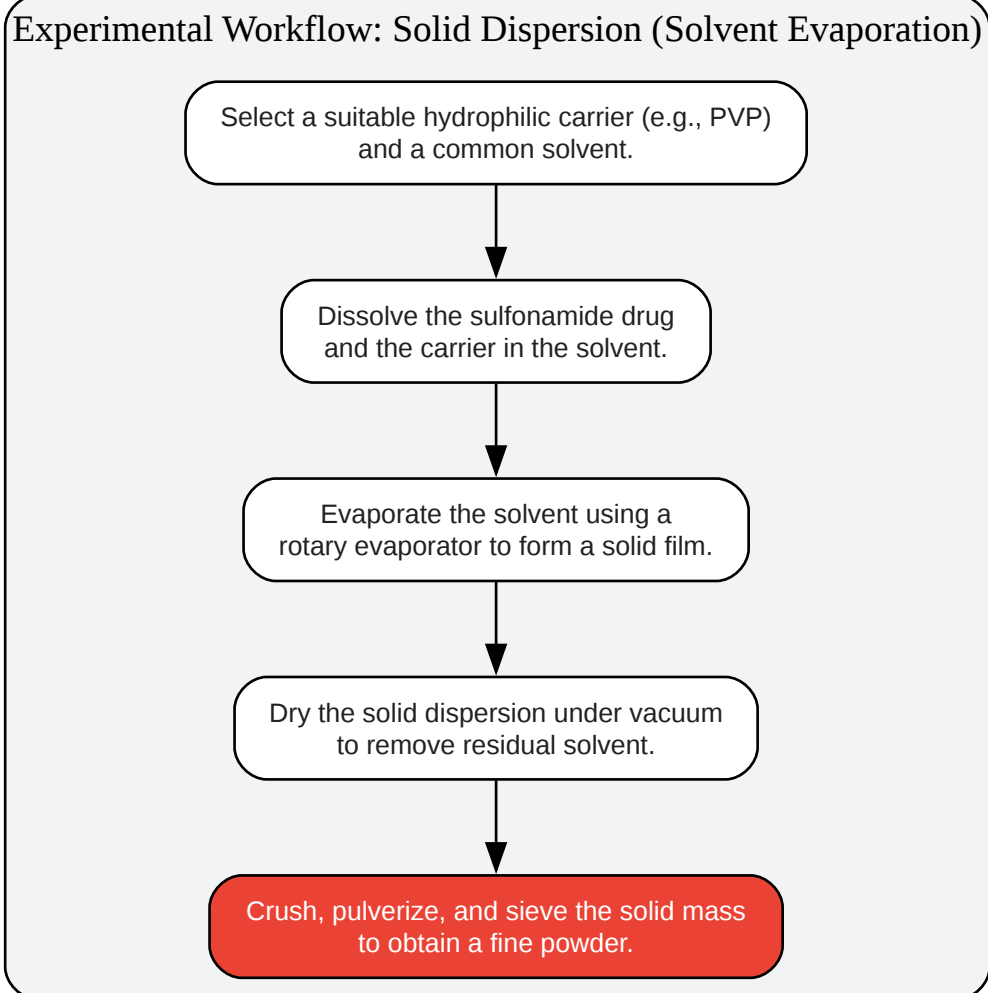 Experimental Workflow: Solid Dispersion (Solvent Evaporation)
Select a suitable hydrophilic carrier (e.g., PVP)
and a common solvent.
Dissolve the sulfonamide drug
and the carrier in the solvent.
Evaporate the solvent using a
rotary evaporator to form a solid film.
Dry the solid dispersion under vacuum
to remove residual solvent.
Crush, pulverize, and sieve the solid mass
to obtain a fine powder.